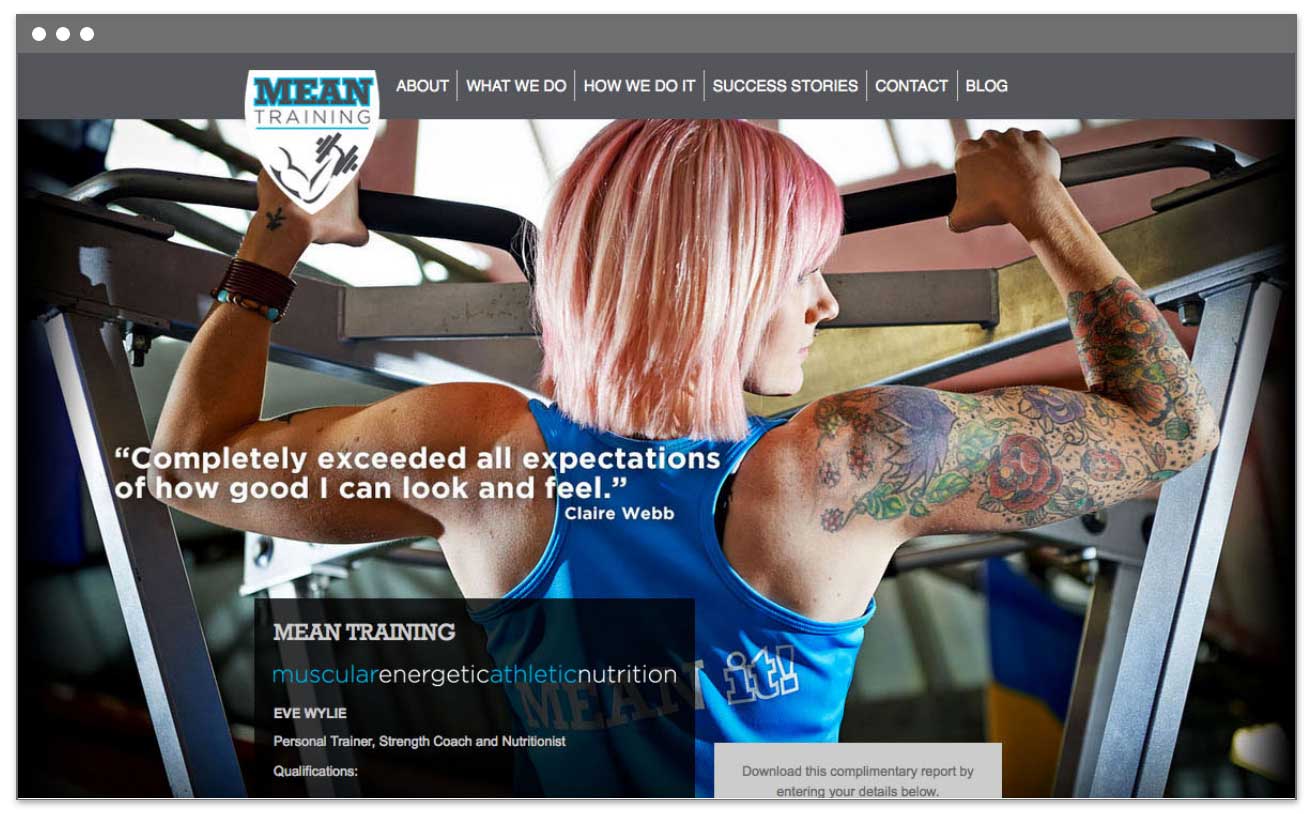 MEAN
TRAINING
ABOUT
WHAT WE DO
HOW WE DO IT
SUCCESS STORIES
CONTACT
BLOG
“Completely exceeded all expectations
of how good I can look and feel.”
Claire Webb
MEAN TRAINING
muscularenergeticathleticnutrition
MEAN it!
EVE WYLIE
Personal Trainer, Strength Coach and Nutritionist
Qualifications:
Download this complimentary report by
entering your details below.